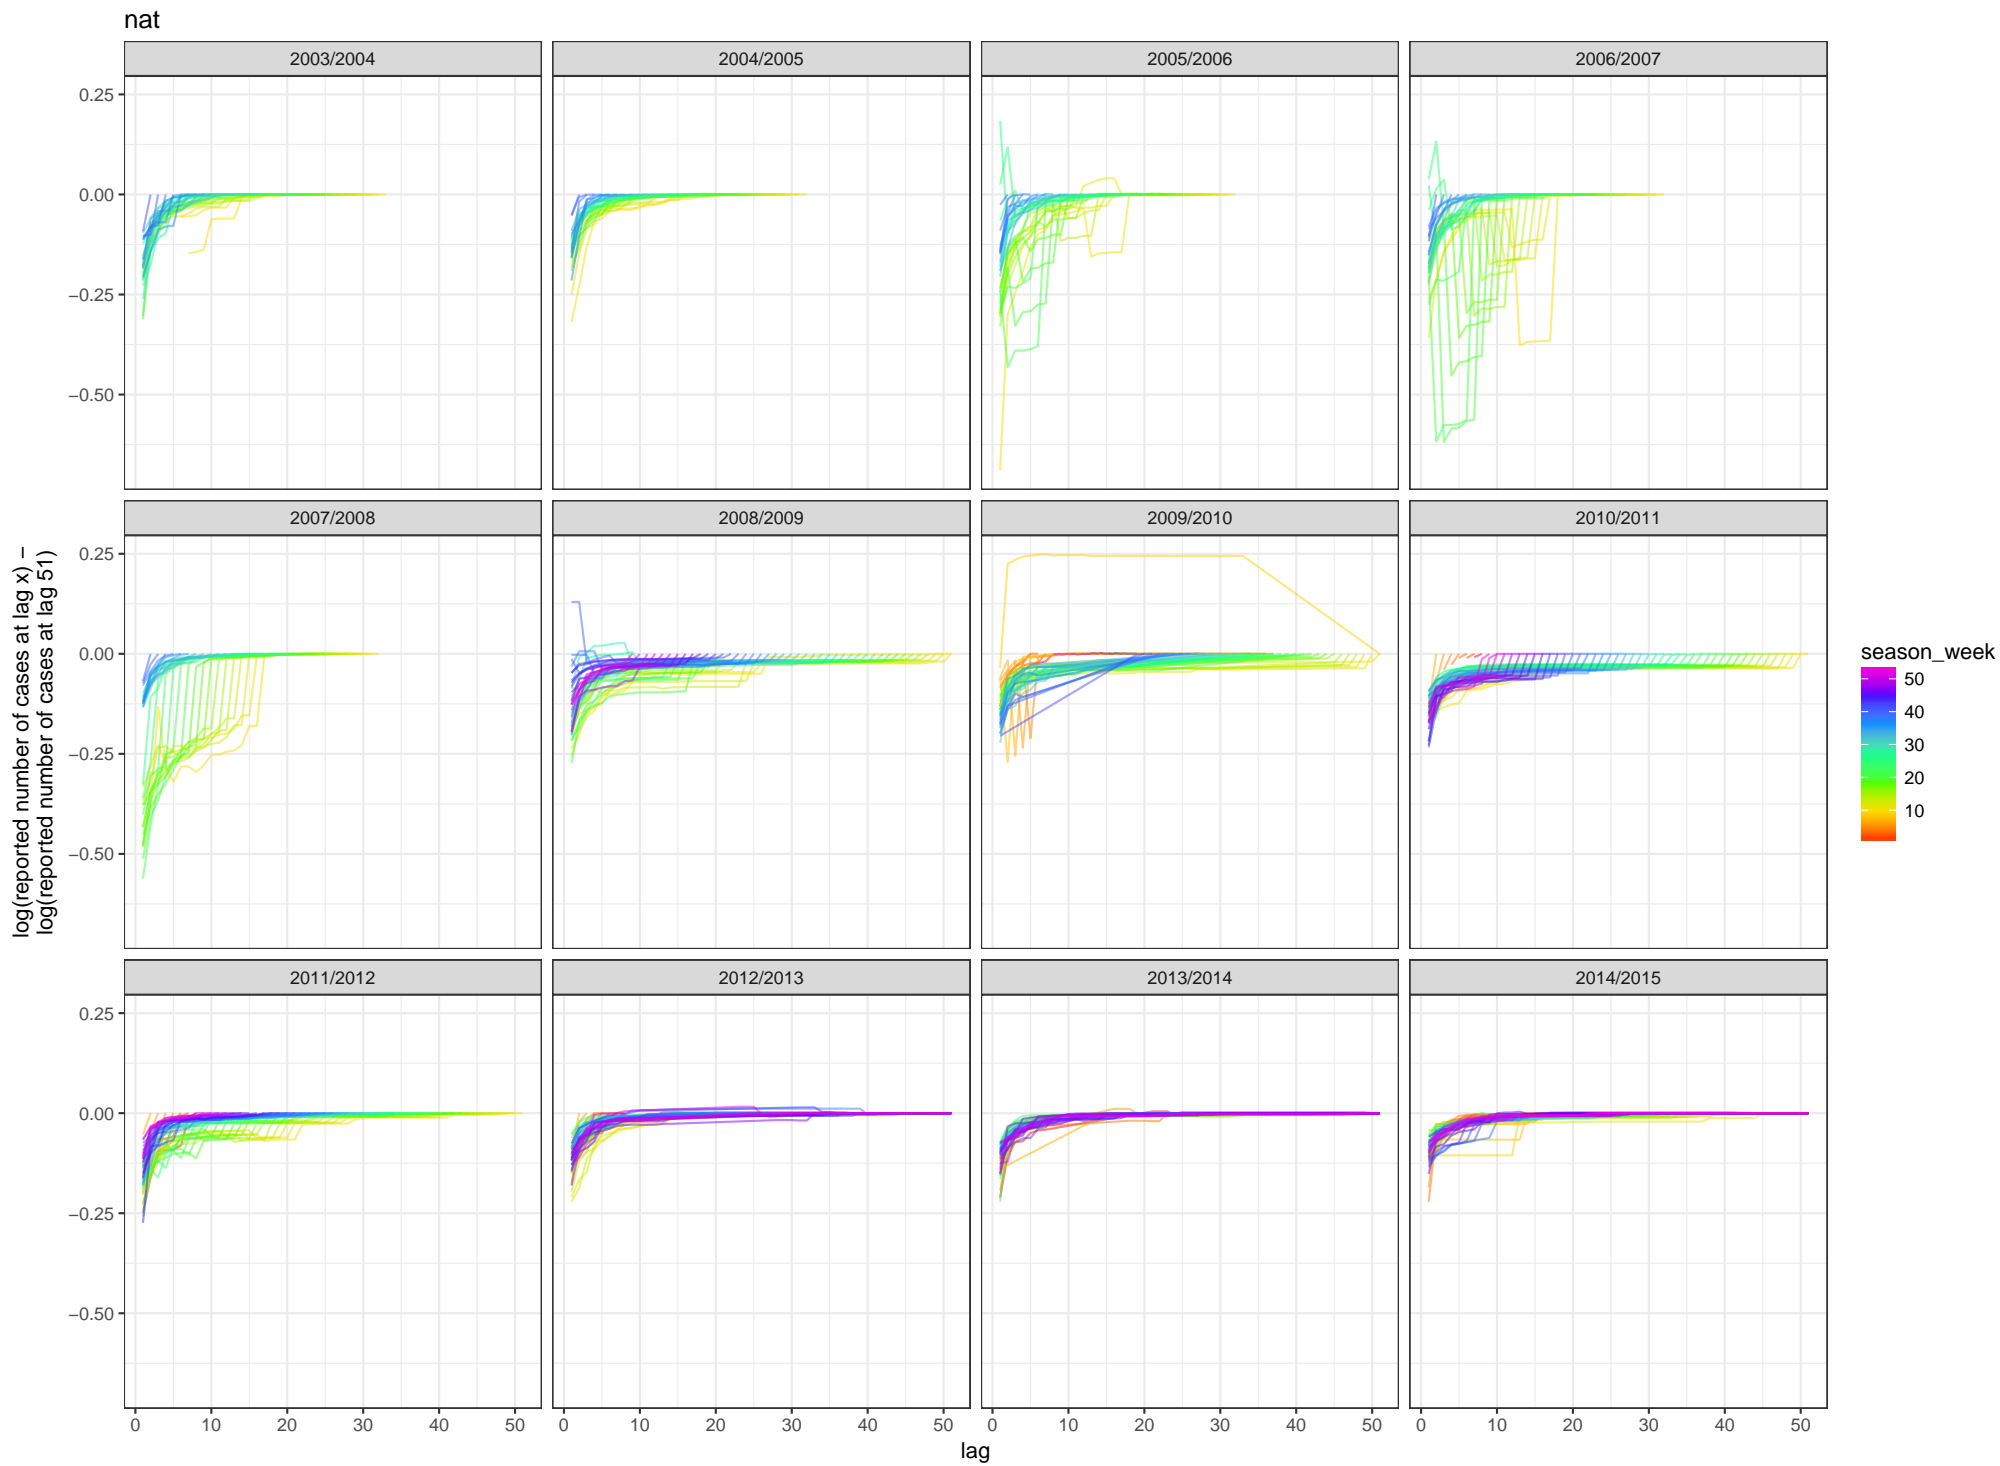 nat
2003/2004 2004/2005 2005/2006 2006/2007
0.25
0.00
−0.25
−0.50
2007/2008 2008/2009 2009/2010 2010/2011
0.25
0.00
−0.25
−0.50
2011/2012 2012/2013 2013/2014 2014/2015
0.25
0.00
−0.25
−0.50
0 10 20 30 40 50 0 10 20 30 40 50 0 10 20 30 40 50 0 10 20 30 40 50
lag
log(reported number of cases at lag x) −
log(reported number of cases at lag 51)
season_week
50
40
30
20
10